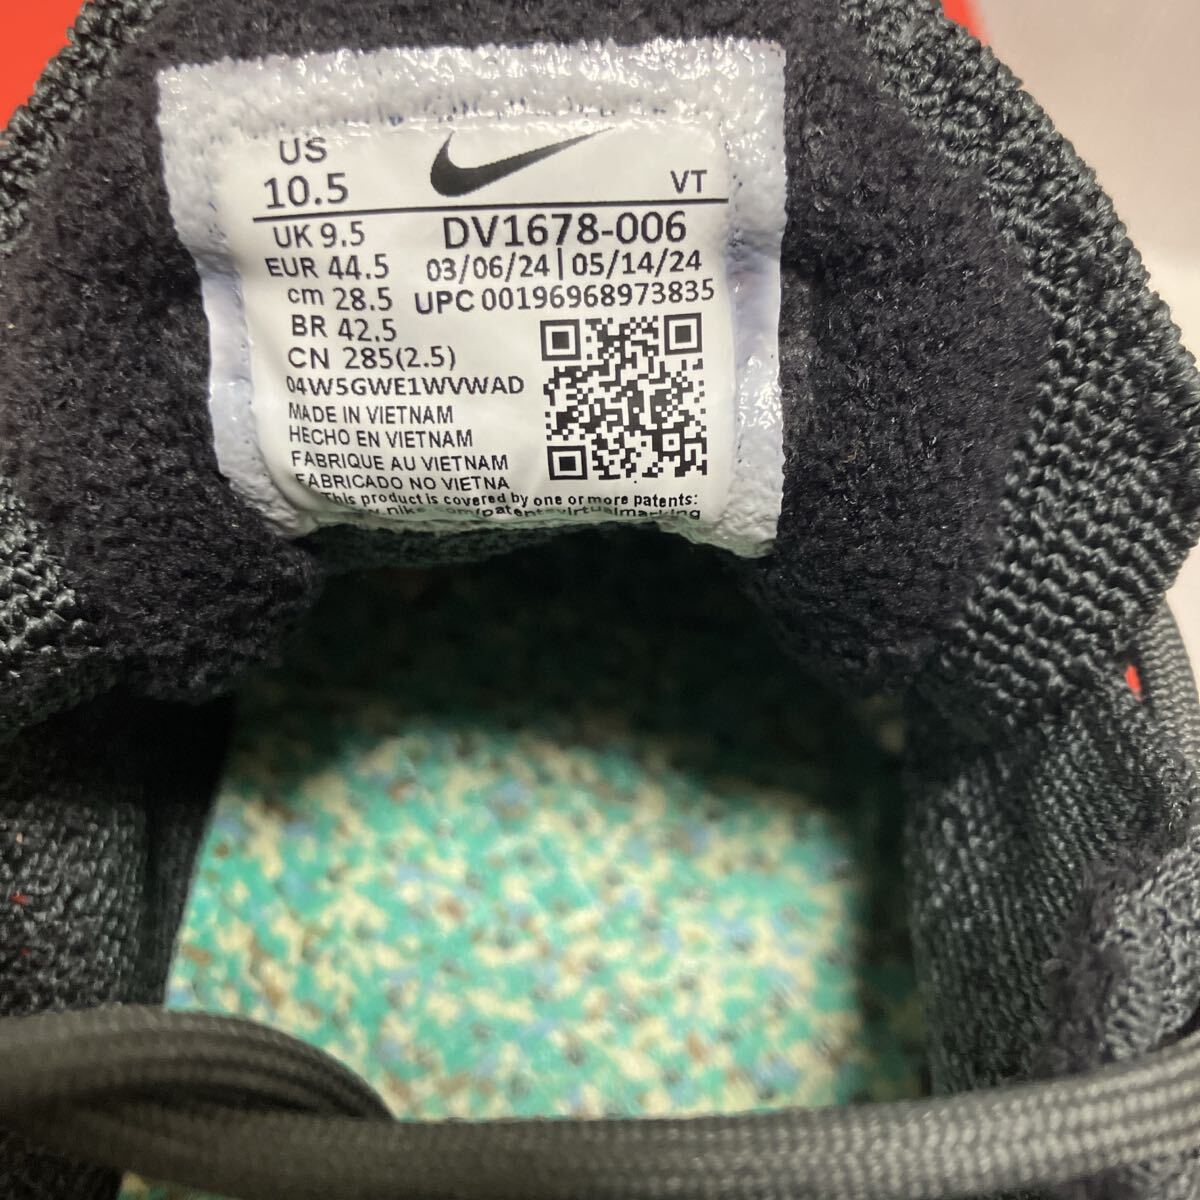 US
10.5
VT
UK 9.5
DV1678-006
EUR 44.5
03/06/24 | 05/14/24
cm 28.5
UPC 00196968973835
BR 42.5
CN 285(2.5)
04W5GWE1WVWAD
MADE IN VIETNAM
HECHO EN VIETNAM
FABRIQUE AU VIETNAM
FABRICADO NO VIETNA
This product is covered by one or more patents: